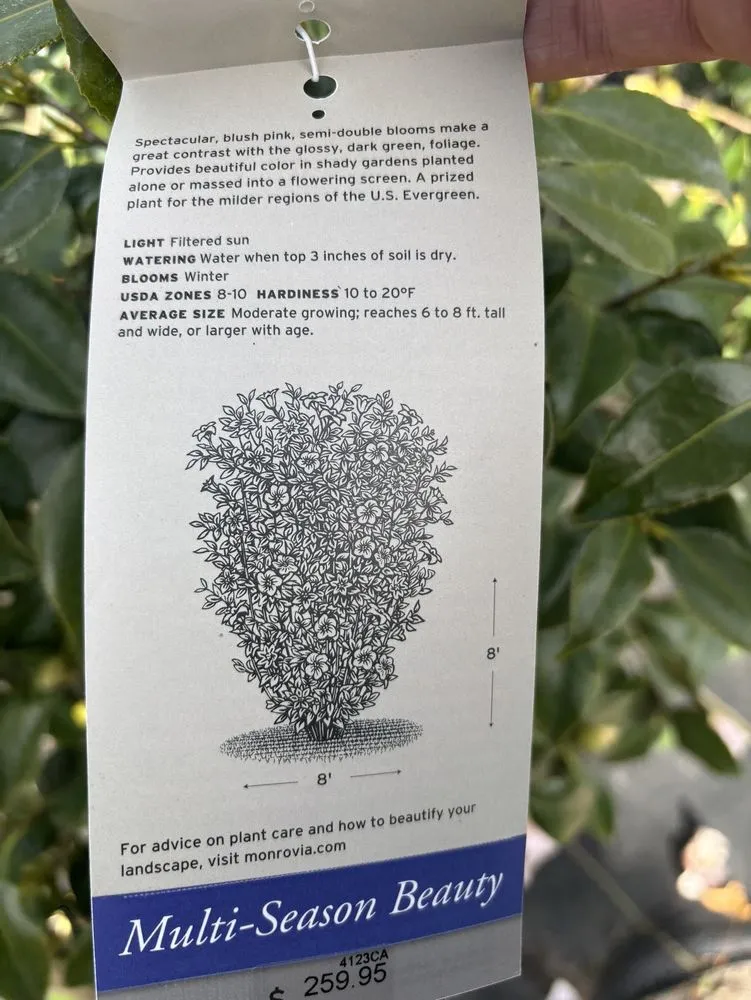 Spectacular, blush pink, semi-double blooms make a
great contrast with the glossy, dark green, foliage.
Provides beautiful color in shady gardens planted
alone or massed into a flowering screen. A prized
plant for the milder regions of the U.S. Evergreen.
LIGHT Filtered sun
WATERING Water when top 3 inches of soil is dry.
BLOOMS Winter
USDA ZONES 8-10 HARDINESS 10 to 20°F
AVERAGE SIZE Moderate growing; reaches 6 to 8 ft. tall
and wide, or larger with age.
8'
8'
For advice on plant care and how to beautify your
landscape, visit monrovia.com
Multi-Season Beauty
4123CA
$ 259.95